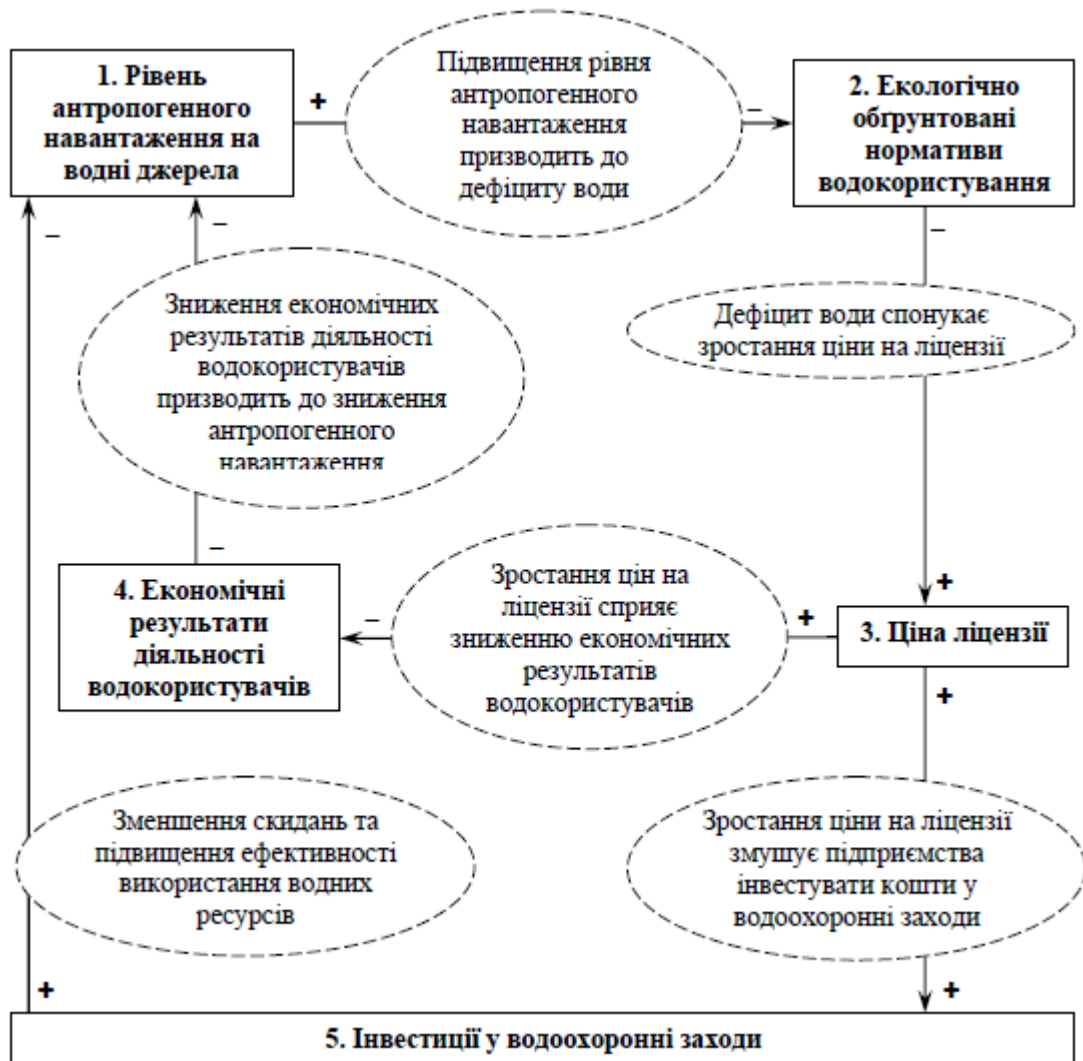 1. Рівень
антропогенного
навантаження на
водні джерела
+
Підвищення рівня
антропогенного
навантаження
призводить до
дефіциту води
–
2. Екологічно
обґрунтовані
нормативи
водокористування
–
–
–
Зниження економічних
результатів діяльності
водокористувачів
призводить до зниження
антропогенного
навантаження
–
Дефіцит води спонукає
зростання ціни на ліцензії
+
4. Економічні
результати
діяльності
водокористувачів
–
Зростання цін на
ліцензії сприяє
зниженню економічних
результатів
водокористувачів
+
3. Ціна ліцензії
+
Зменшення скидань та
підвищення ефективності
використання водних
ресурсів
Зростання ціни на ліцензії
змушує підприємства
інвестувати кошти у
водоохоронні заходи
+
+
5. Інвестиції у водоохоронні заходи